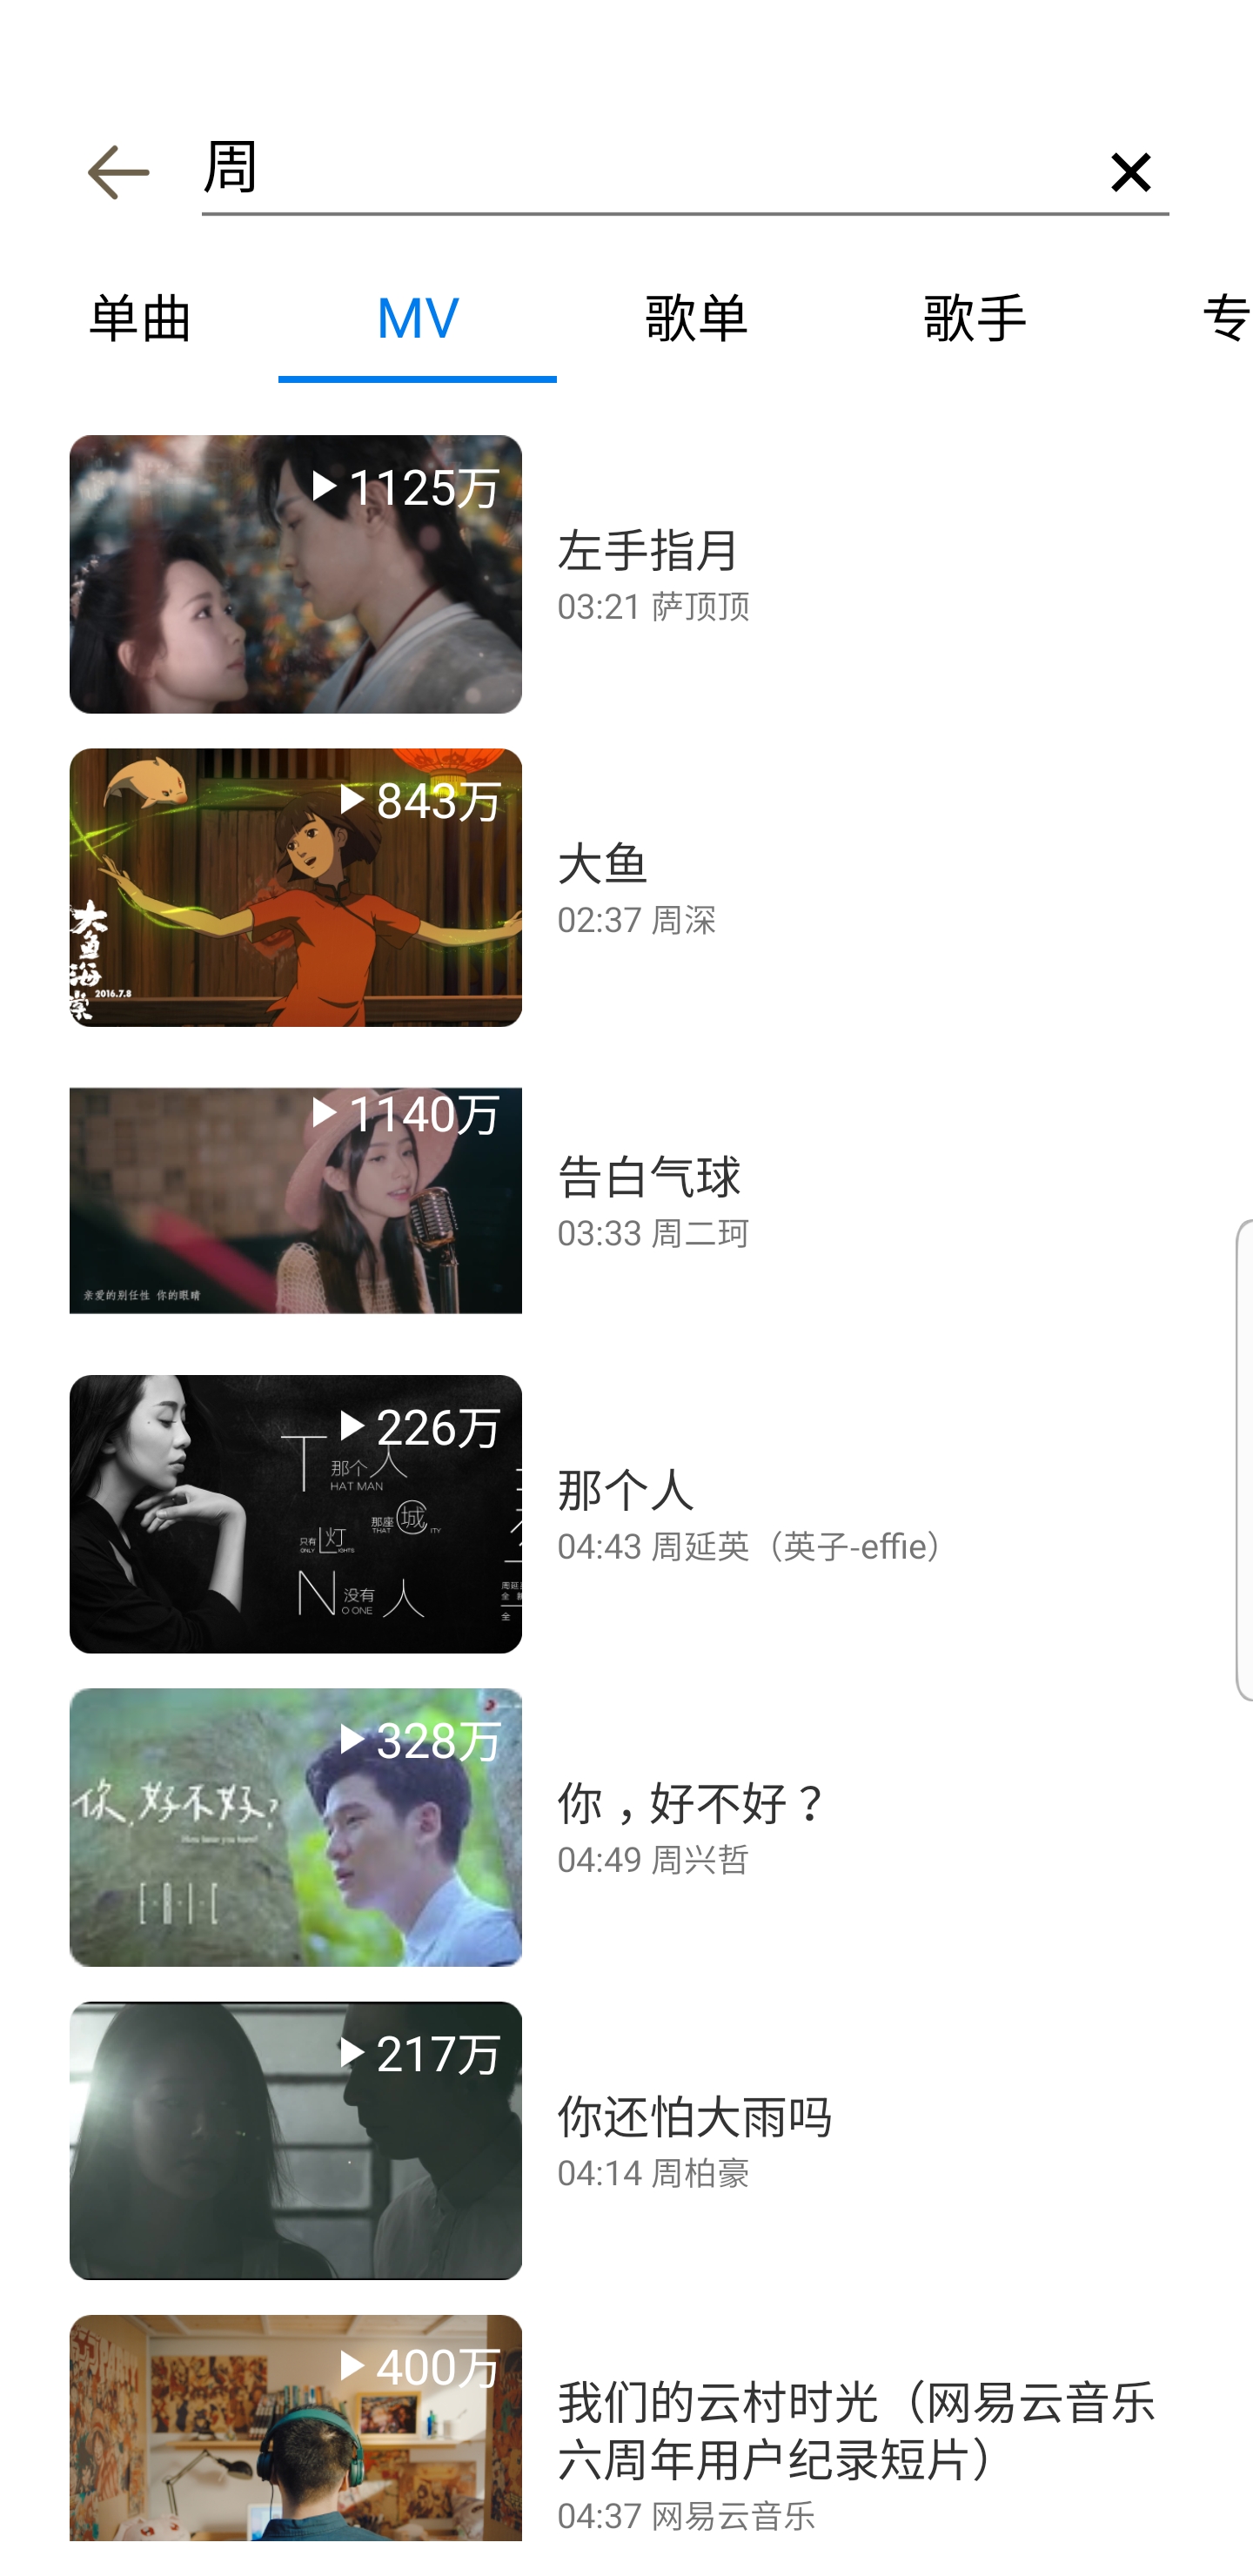 周
单曲 MV 歌单 歌手 专
1125万
左手指月
03:21 萨顶顶
843万
大鱼海棠
2016.7.8
大鱼
02:37 周深
1140万
亲爱的别任性 你的眼睛
告白气球
03:33 周二珂
226万
那个人
THAT MAN
那座城
THAT CITY
只有灯
ONLY LIGHTS
没有人
NO ONE
那个人
04:43 周延英（英子-effie）
328万
你,好不好?
你，好不好？
04:49 周兴哲
217万
你还怕大雨吗
04:14 周柏豪
400万
我们的云村时光（网易云音乐
六周年用户纪录短片）
04:37 网易云音乐